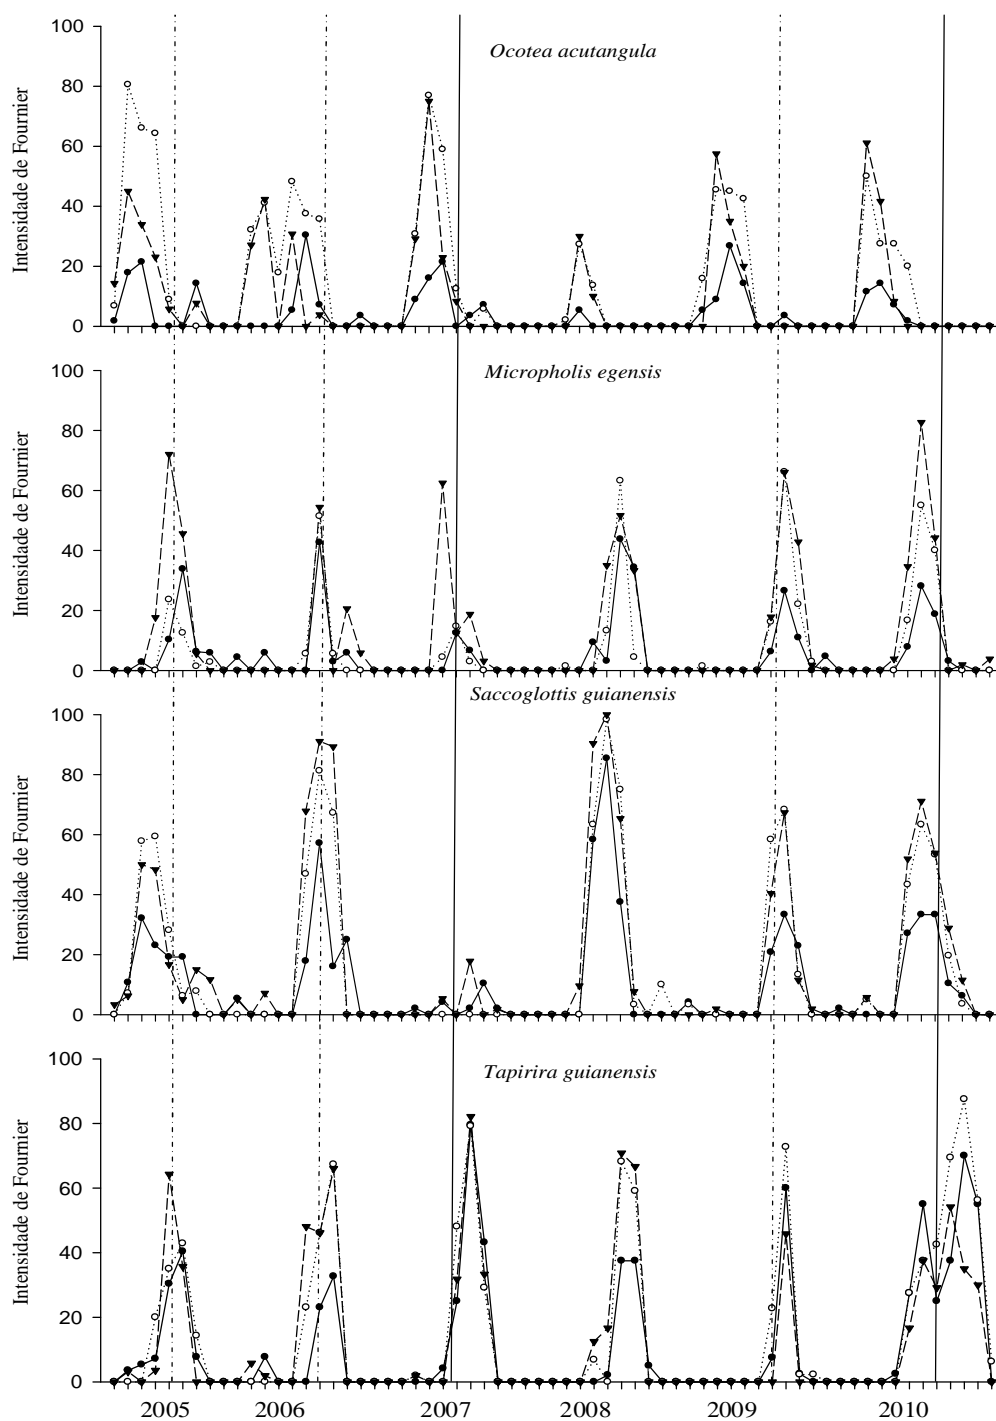 100
80
60
40
20
0
Intensidade de Fournier
Ocotea acutangula
100
80
60
40
20
0
Intensidade de Fournier
Micropholis egensis
100
80
60
40
20
0
Intensidade de Fournier
Saccoglottis guianensis
100
80
60
40
20
0
Intensidade de Fournier
Tapirira guianensis
2005 2006 2007 2008 2009 2010